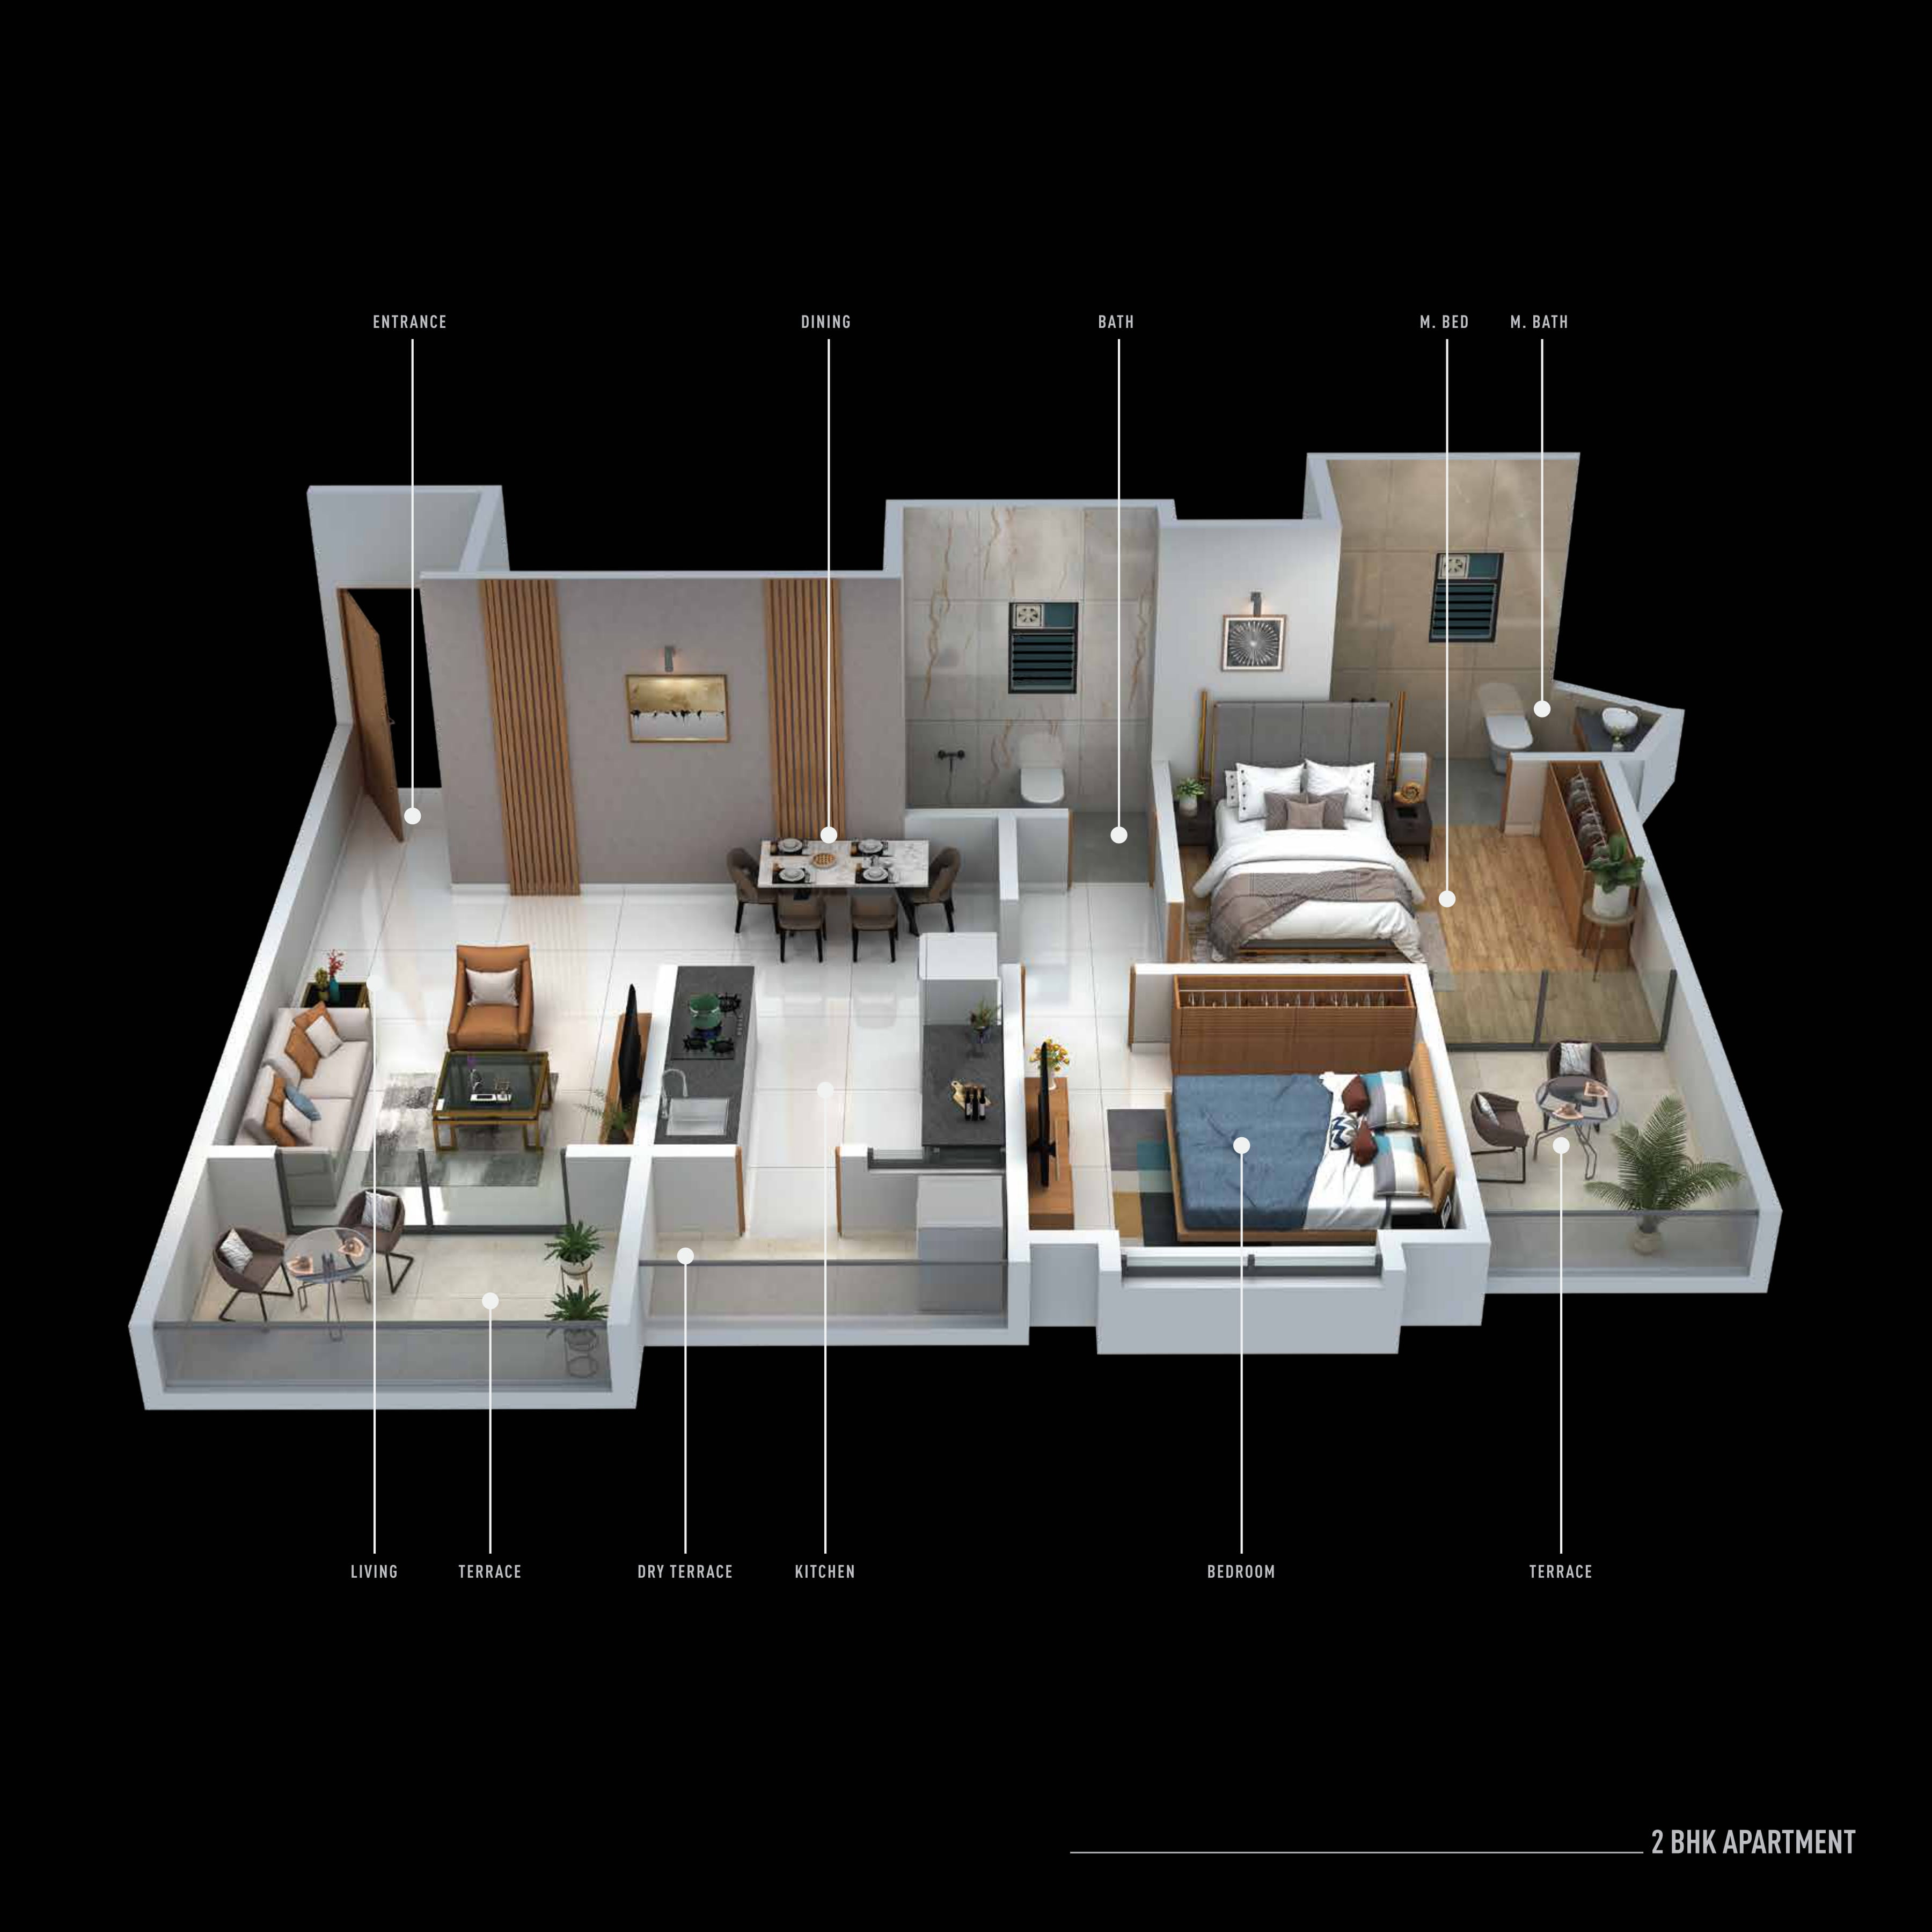 ENTRANCE
DINING
BATH
M. BED
M. BATH
LIVING
TERRACE
DRY TERRACE
KITCHEN
BEDROOM
TERRACE
2 BHK APARTMENT